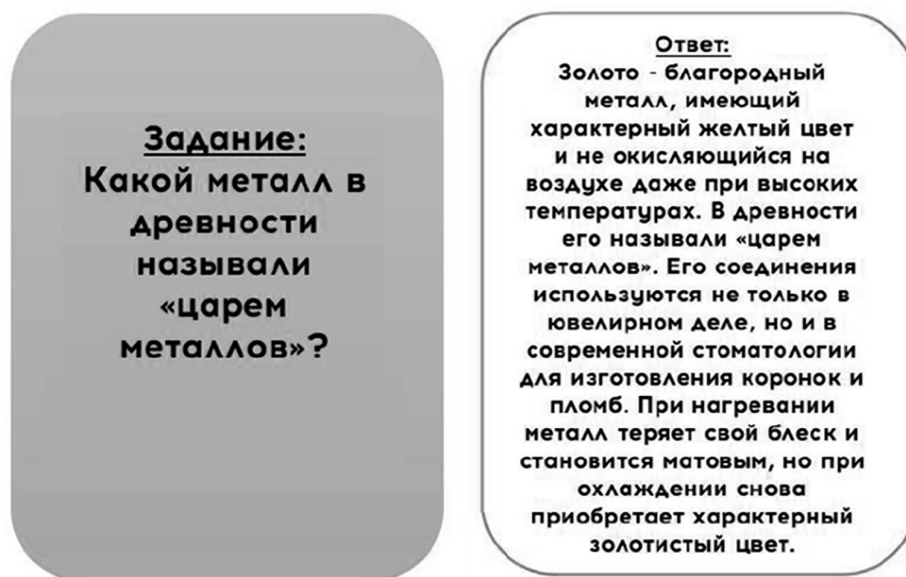 Задание:
Какой металл в
древности
называли
«царем
металлов»?
Ответ:
Золото - благородный
металл, имеющий
характерный желтый цвет
и не окисляющийся на
воздухе даже при высоких
температурах. В древности
его называли «царем
металлов». Его соединения
используются не только в
ювелирном деле, но и в
современной стоматологии
для изготовления коронок и
пломб. При нагревании
металл теряет свой блеск и
становится матовым, но при
охлаждении снова
приобретает характерный
золотистый цвет.